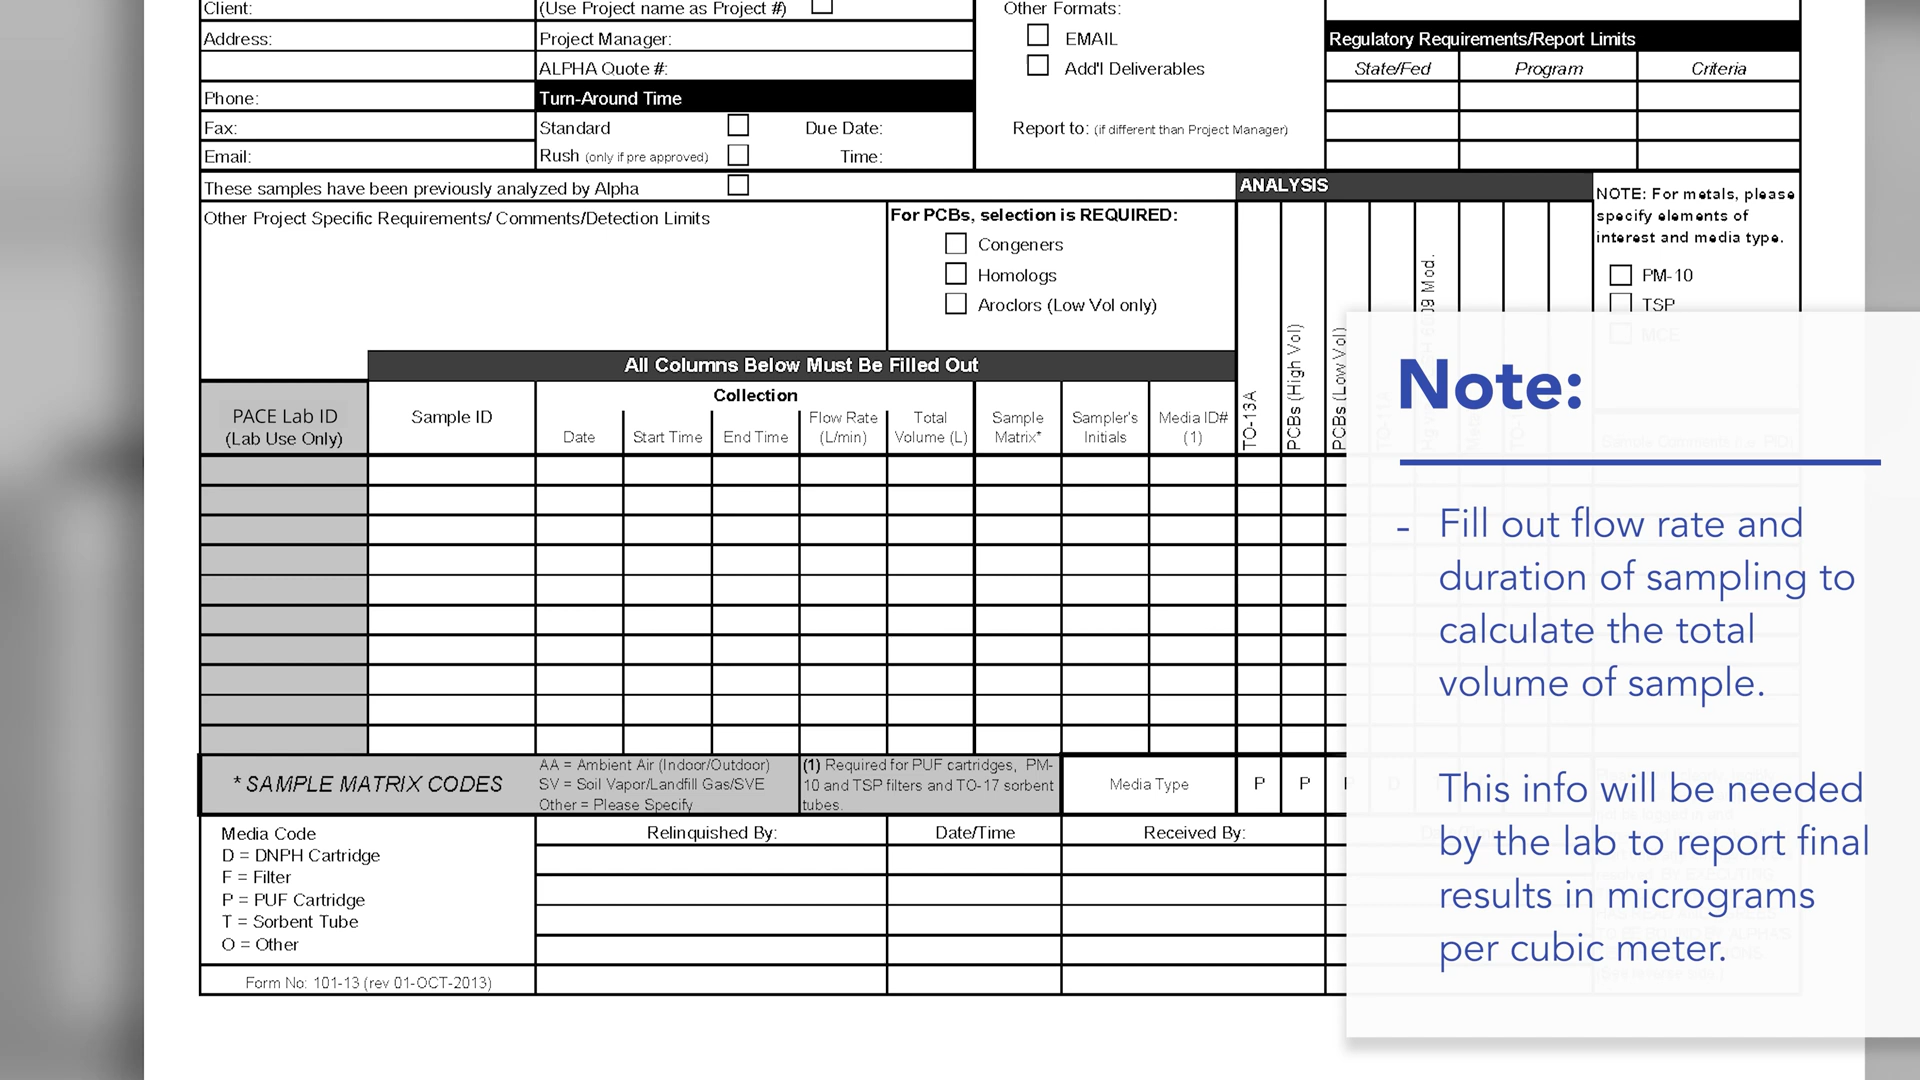 Client:
(Use Project name as Project #)
Other Formats:
Address:
Project Manager:
EMAIL
Regulatory Requirements/Report Limits
ALPHA Quote #:
Add'l Deliverables
State/Fed
Program
Criteria
Phone:
Turn-Around Time
Fax:
Standard
Due Date:
Report to: (if different than Project Manager)
Email:
Rush (only if pre approved)
Time:
These samples have been previously analyzed by Alpha
ANALYSIS
NOTE: For metals, please
specify elements of
interest and media type.
Other Project Specific Requirements/ Comments/Detection Limits
For PCBs, selection is REQUIRED:
Congeners
Homologs
Aroclors (Low Vol only)
PM-10
TSP
MCE
All Columns Below Must Be Filled Out
PACE Lab ID
(Lab Use Only)
Sample ID
Collection
Date
Start Time
End Time
Flow Rate
(L/min)
Total
Volume (L)
Sample
Matrix*
Sampler's
Initials
Media ID#
(1)
TO-13A
PCBs (High Vol)
PCBs (Low Vol)
Note:
- Fill out flow rate and
duration of sampling to
calculate the total
volume of sample.
This info will be needed
by the lab to report final
results in micrograms
per cubic meter.
* SAMPLE MATRIX CODES
AA = Ambient Air (Indoor/Outdoor)
SV = Soil Vapor/Landfill Gas/SVE
Other = Please Specify
(1) Required for PUF cartridges, PM-
10 and TSP filters and TO-17 sorbent
tubes.
Media Type
P
P
Media Code
D = DNPH Cartridge
F = Filter
P = PUF Cartridge
T = Sorbent Tube
O = Other
Relinquished By:
Date/Time
Received By:
Form No: 101-13 (rev 01-OCT-2013)